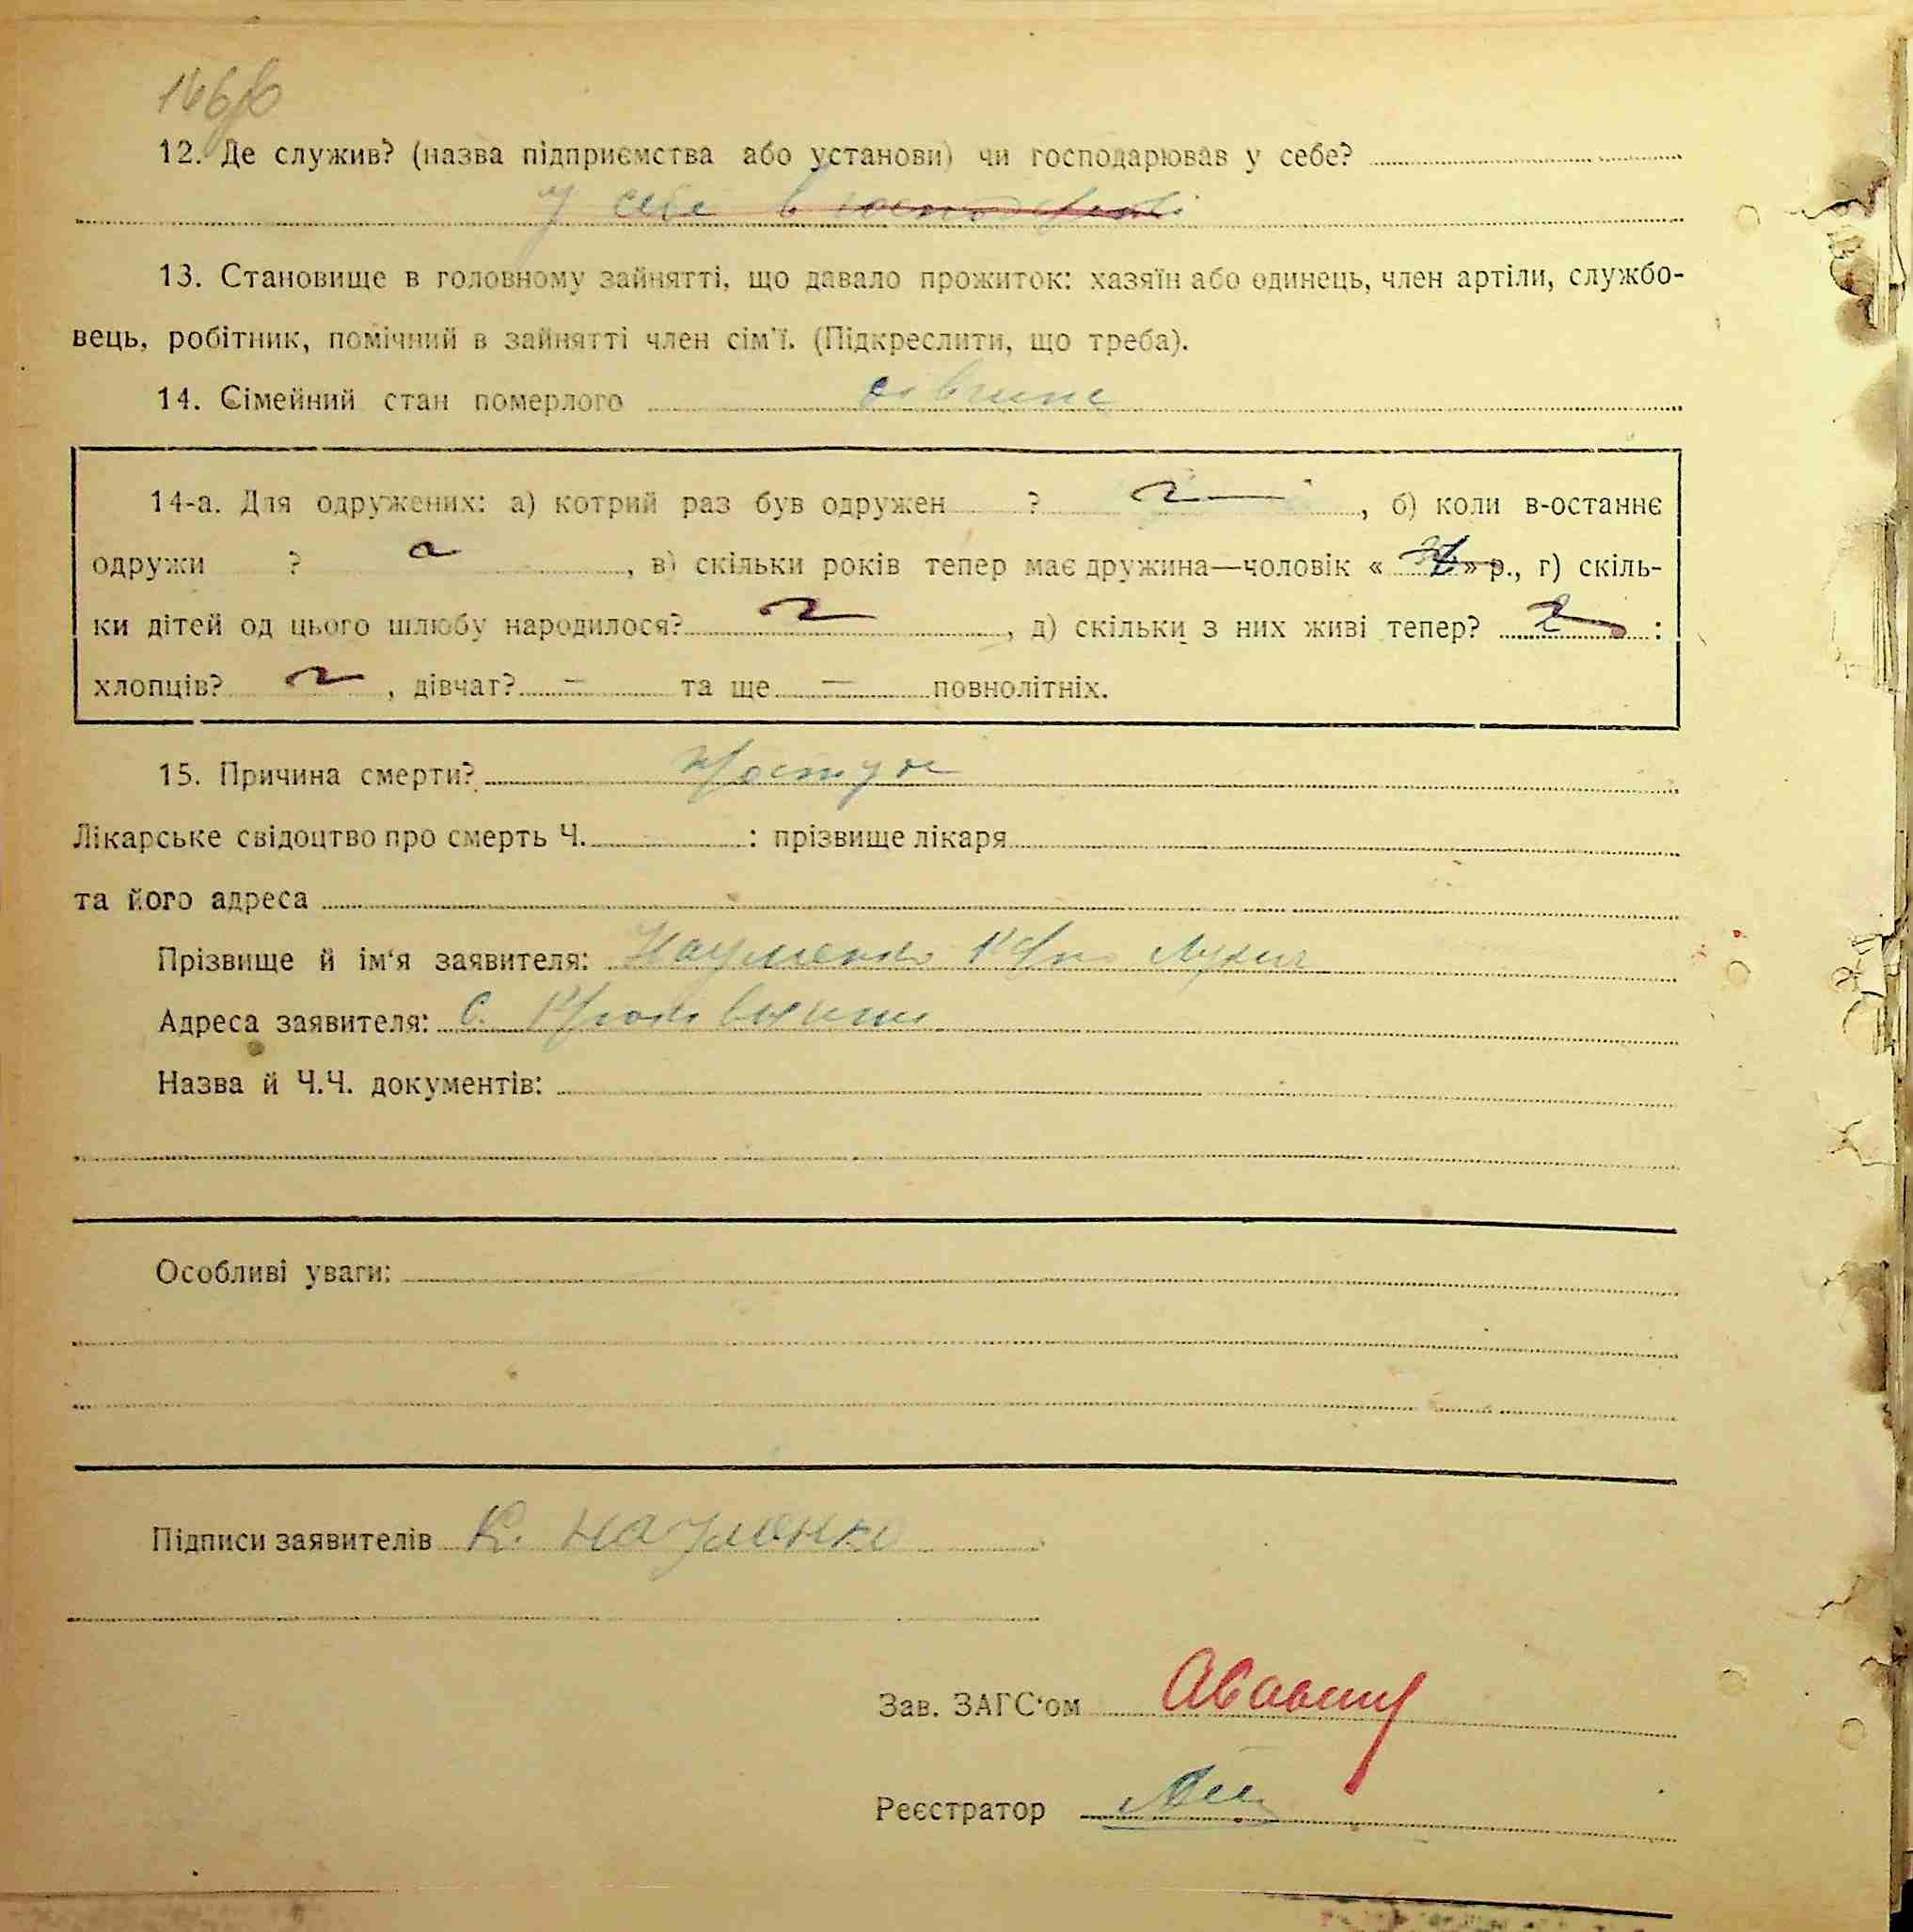 12. Де служив? (назва підприємства або установи) чи господарював у себе?
у себе в господарстві
13. Становище в головному зайнятті, що давало прожиток: хазяїн або одинець, член артіли, службо-
вець, робітник, помічний в зайнятті член сім'ї. (Підкреслити, що треба).
14. Сімейний стан померлого
14-а. Для одружених: а) котрий раз був одружен ? , б) коли в-останнє
одружи ? , в) скільки років тепер має дружина—чоловік « » р., г) скіль-
ки дітей од цього шлюбу народилося? , д) скільки з них живі тепер? :
хлопців? , дівчат? — та ще — повнолітніх.
15. Причина смерти? простуда
Лікарське свідоцтво про смерть Ч. : прізвище лікаря
та його адреса
Прізвище й ім'я заявителя: Науменко
Адреса заявителя: с.
Назва й Ч.Ч. документів:
Особливі уваги:
Підписи заявителів К. Науменко
Зав. ЗАГС'ом
Реєстратор